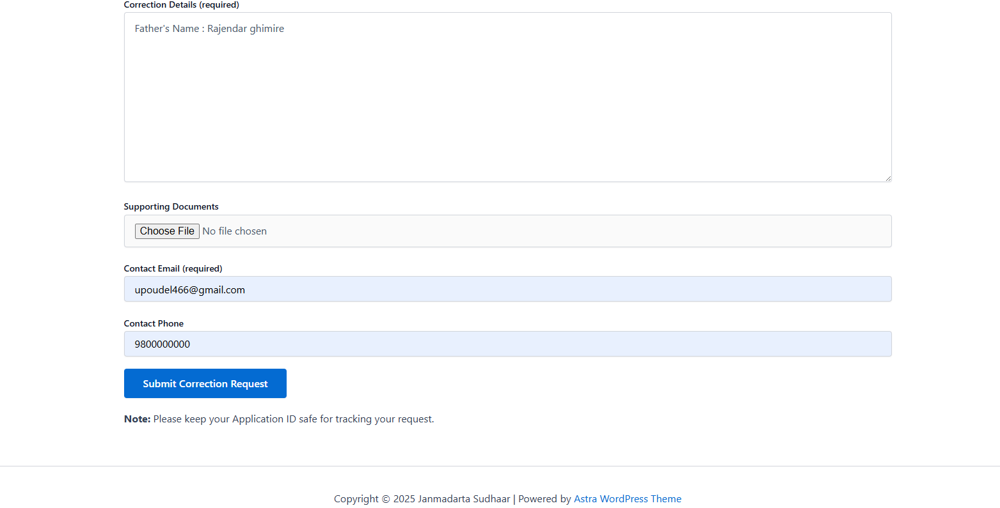 Correction Details (required)
Father's Name : Rajendar ghimire
Supporting Documents
Choose File No file chosen
Contact Email (required)
upoudel466@gmail.com
Contact Phone
9800000000
Submit Correction Request
Note: Please keep your Application ID safe for tracking your request.
Copyright © 2025 Janmadarta Sudhaar | Powered by Astra WordPress Theme